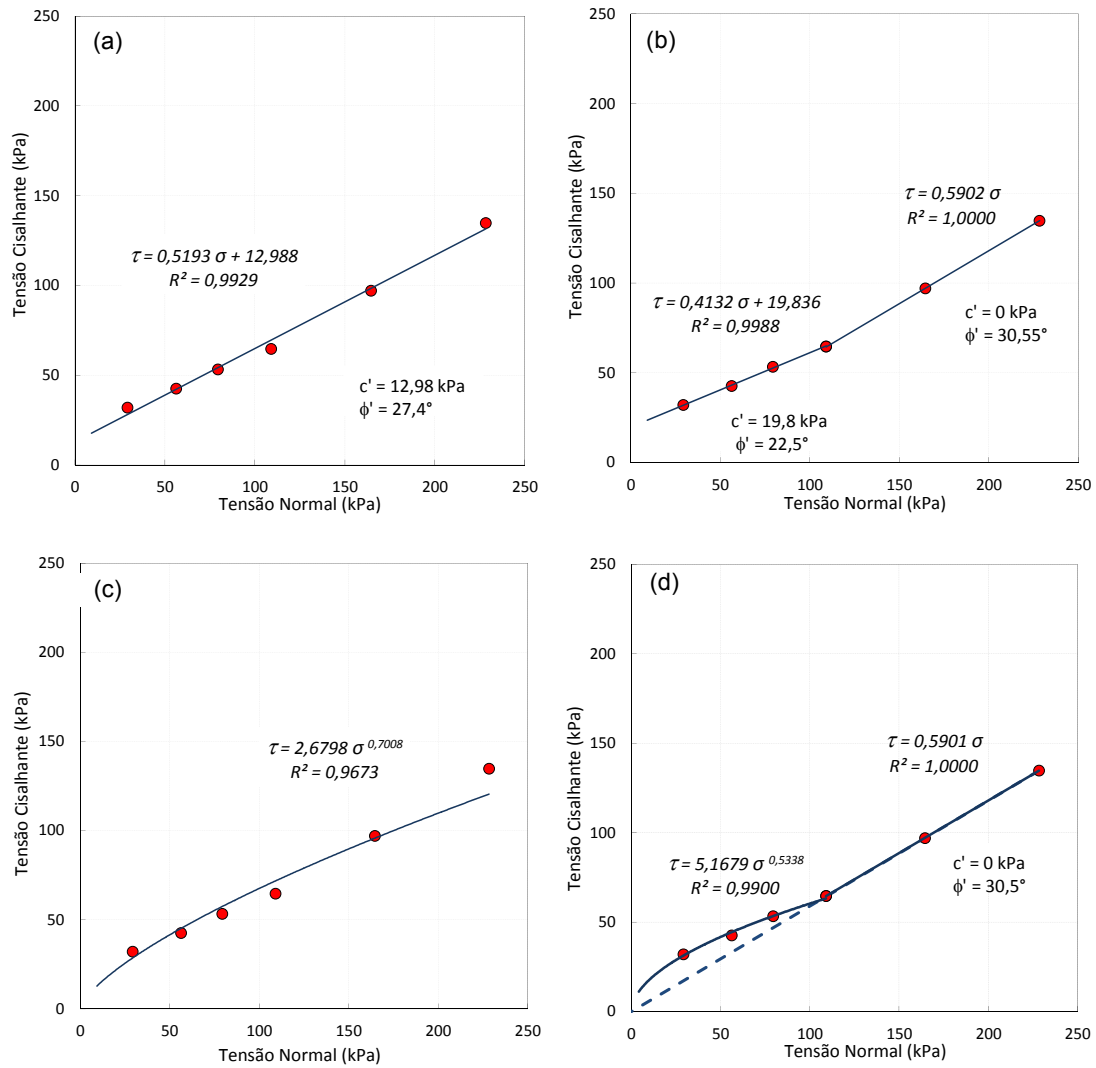 (a)
250
200
150
100
50
0
Tensão Cisalhante (kPa)
τ = 0,5193 σ + 12,988
R² = 0,9929
c' = 12,98 kPa
ϕ' = 27,4°
0 50 100 150 200 250
Tensão Normal (kPa)
(b)
250
200
150
100
50
0
Tensão Cisalhante (kPa)
τ = 0,5902 σ
R² = 1,0000
τ = 0,4132 σ + 19,836
R² = 0,9988
c' = 0 kPa
ϕ' = 30,55°
c' = 19,8 kPa
ϕ' = 22,5°
0 50 100 150 200 250
Tensão Normal (kPa)
(c)
250
200
150
100
50
0
Tensão Cisalhante (kPa)
τ = 2,6798 σ ^0,7008
R² = 0,9673
0 50 100 150 200 250
Tensão Normal (kPa)
(d)
250
200
150
100
50
0
Tensão Cisalhante (kPa)
τ = 0,5901 σ
R² = 1,0000
τ = 5,1679 σ ^0,5338
R² = 0,9900
c' = 0 kPa
ϕ' = 30,5°
0 50 100 150 200 250
Tensão Normal (kPa)